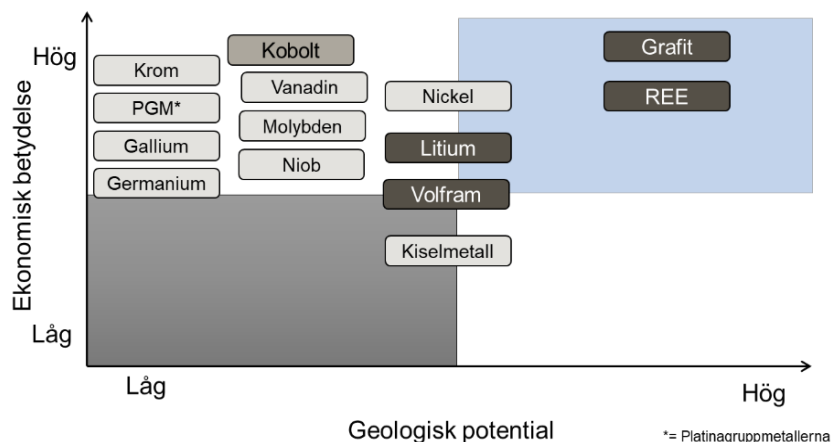 Ekonomisk betydelse
Hög
Låg
Krom
PGM*
Gallium
Germanium
Kobolt
Vanadin
Molybden
Niob
Nickel
Litium
Volfram
Kiselmetall
Grafit
REE
Låg
Hög
Geologisk potential
*= Platinagruppmetallerna